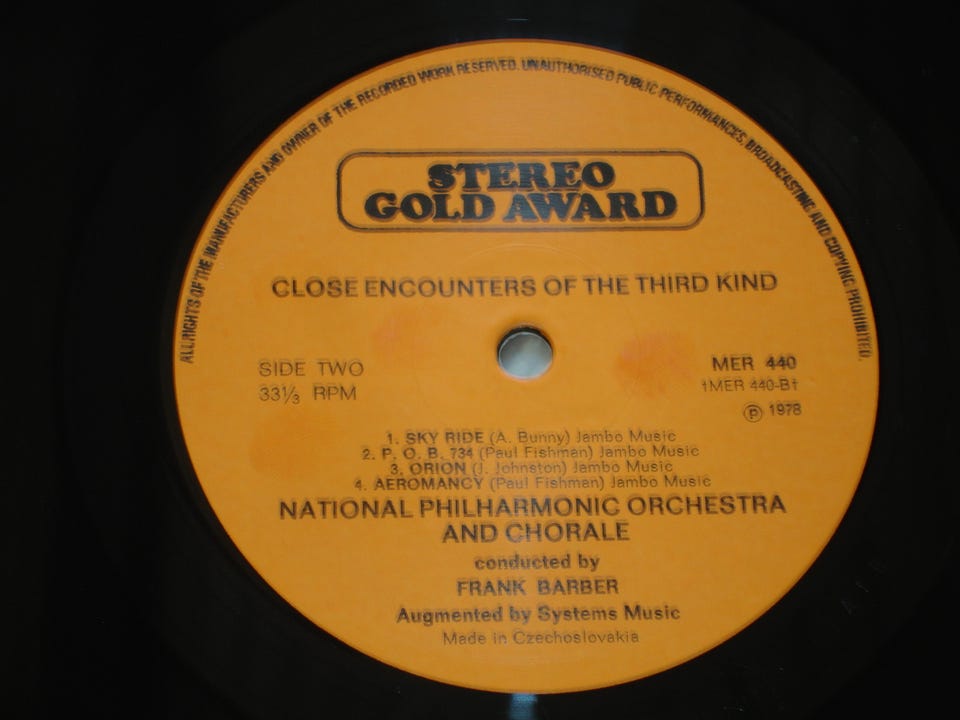 ALL RIGHTS OF THE MANUFACTURERS AND OWNER OF THE RECORDED WORK RESERVED. UNAUTHORISED PUBLIC PERFORMANCES, BROADCASTING AND COPYING PROHIBITED.
STEREO
GOLD AWARD
CLOSE ENCOUNTERS OF THE THIRD KIND
SIDE TWO
33⅓ RPM
MER 440
†MER 440-B†
Ⓟ 1978
1. SKY RIDE (A. Bunny) Jambo Music
2. P. O. B. 734 (Paul Fishman) Jambo Music
3. ORION (J. Johnston) Jambo Music
4. AEROMANCY (Paul Fishman) Jambo Music
NATIONAL PHILHARMONIC ORCHESTRA
AND CHORALE
conducted by
FRANK BARBER
Augmented by Systems Music
Made in Czechoslovakia